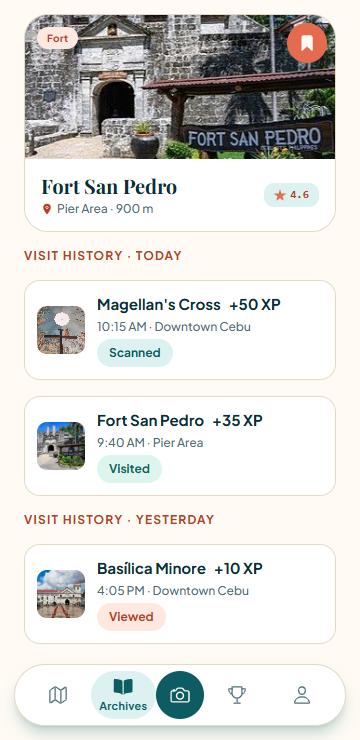 Fort
FORT SAN PEDRO
Fort San Pedro
4.6
Pier Area · 900 m
VISIT HISTORY · TODAY
Magellan's Cross +50 XP
10:15 AM · Downtown Cebu
Scanned
Fort San Pedro +35 XP
9:40 AM · Pier Area
Visited
VISIT HISTORY · YESTERDAY
Basílica Minore +10 XP
4:05 PM · Downtown Cebu
Viewed
Archives